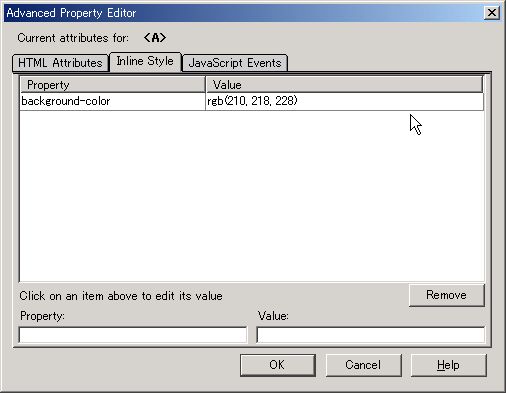 Advanced Property Editor
Current attributes for: <A>
HTML Attributes Inline Style JavaScript Events
Property Value
background-color rgb(210, 218, 228)
Click on an item above to edit its value Remove
Property: Value:
OK Cancel Help